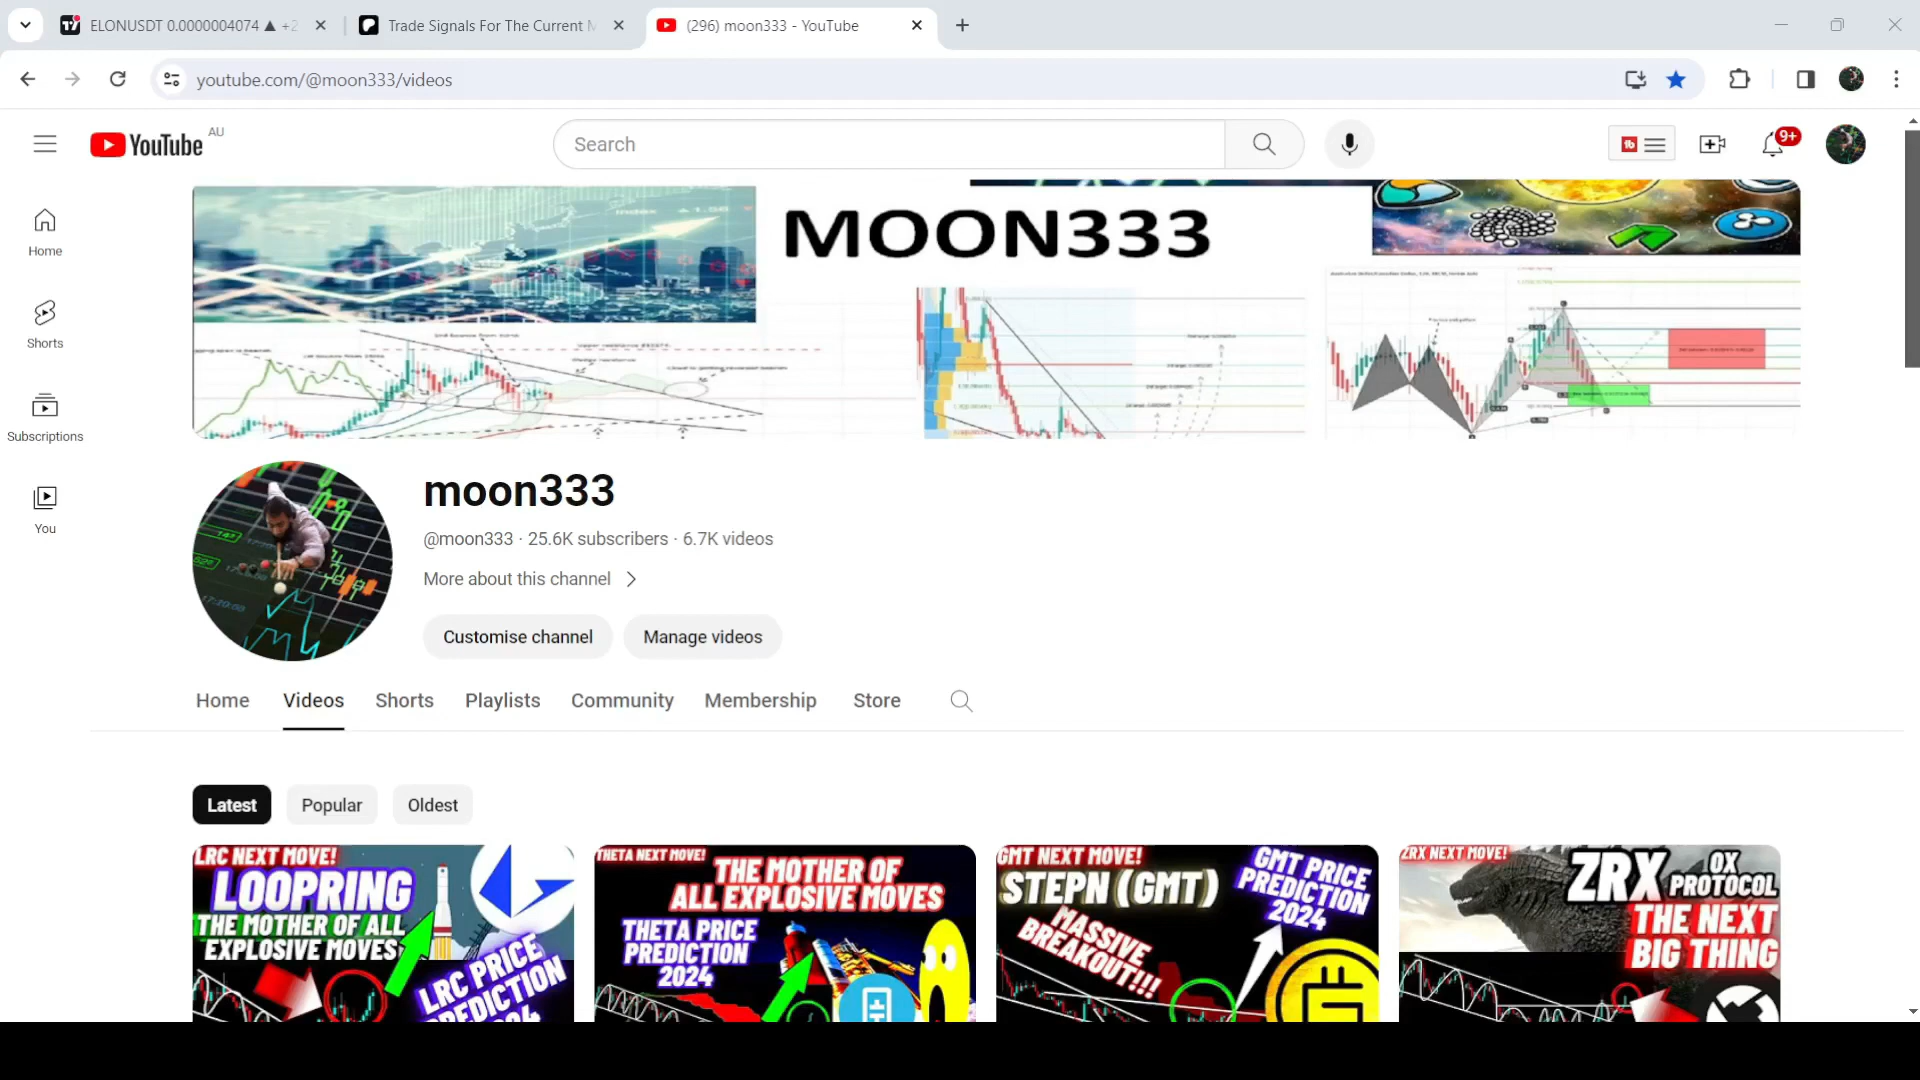 ELONUSDT 0.0000004074 ▲ +2
Trade Signals For The Current M
(296) moon333 - YouTube
youtube.com/@moon333/videos
YouTube AU
Search
9+
Home
Shorts
Subscriptions
You
MOON333
moon333
@moon333 · 25.6K subscribers · 6.7K videos
More about this channel
Customise channel
Manage videos
Home
Videos
Shorts
Playlists
Community
Membership
Store
Latest
Popular
Oldest
LRC NEXT MOVE!
LOOPRING
THE MOTHER OF ALL
EXPLOSIVE MOVES
LRC PRICE
PREDICTION
THETA NEXT MOVE!
THE MOTHER OF
ALL EXPLOSIVE MOVES
THETA PRICE
PREDICTION
2024
GMT NEXT MOVE!
STEPN (GMT)
MASSIVE
BREAKOUT!!!
GMT PRICE
PREDICTION
2024
ZRX NEXT MOVE!
ZRX
0X
PROTOCOL
THE NEXT
BIG THING